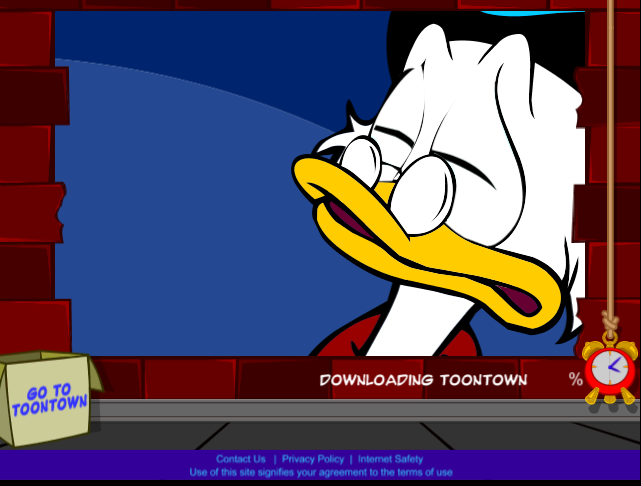 DOWNLOADING TOONTOWN %
GO TO
TOONTOWN
Contact Us | Privacy Policy | Internet Safety
Use of this site signifies your agreement to the terms of use